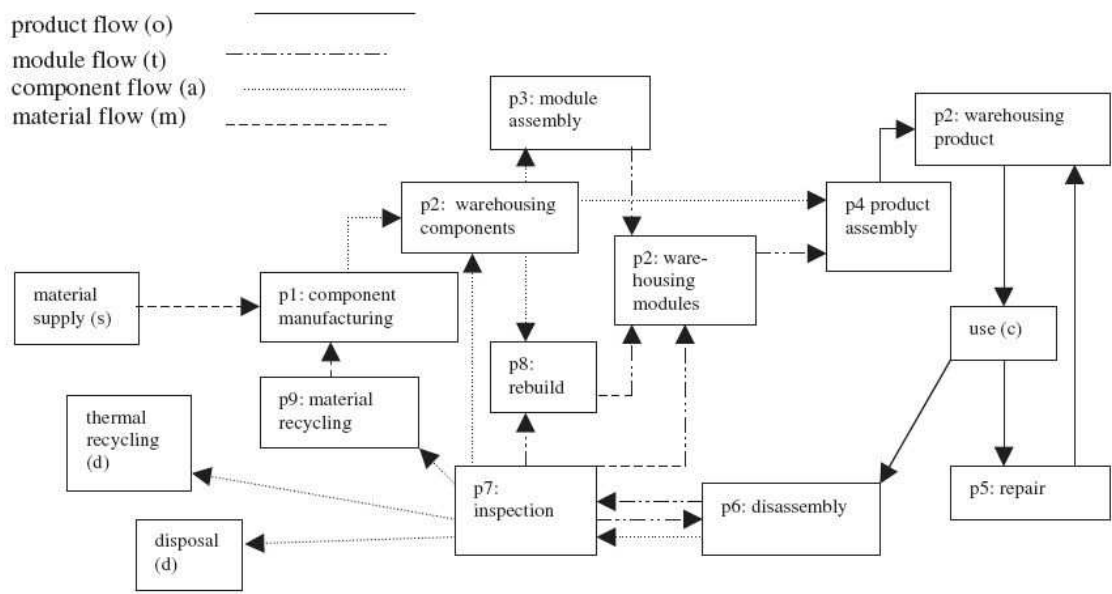 product flow (o)
module flow (t)
component flow (a)
material flow (m)
p3: module
assembly
p2: warehousing
product
p2: warehousing
components
p4 product
assembly
p2: ware-
housing
modules
material
supply (s)
p1: component
manufacturing
use (c)
p8:
rebuild
p9: material
recycling
thermal
recycling
(d)
p7:
inspection
p6: disassembly
p5: repair
disposal
(d)